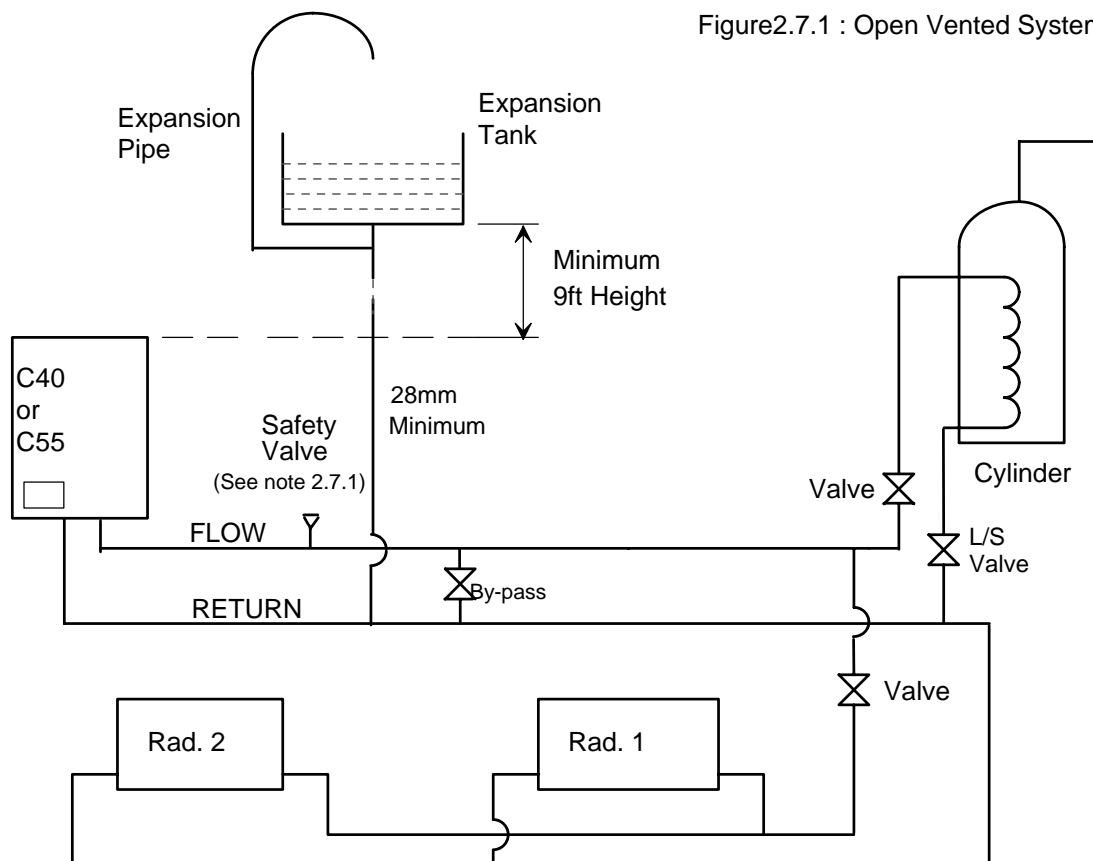 Figure2.7.1 : Open Vented System
Expansion
Pipe
Expansion
Tank
Minimum
9ft Height
C40
or
C55
28mm
Minimum
Safety
Valve
(See note 2.7.1)
Valve
Cylinder
L/S
Valve
FLOW
By-pass
RETURN
Valve
Rad. 2
Rad. 1